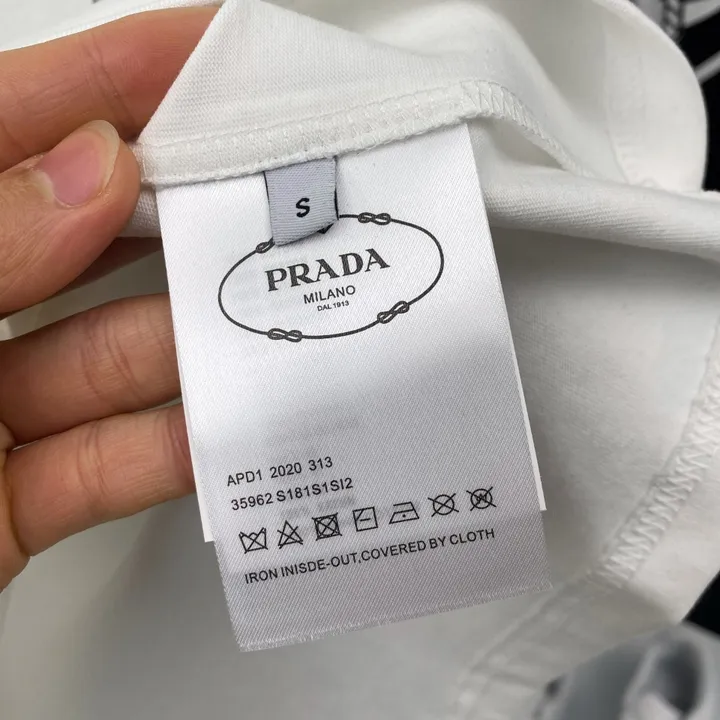 S
PRADA
MILANO
DAL 1913
APD1 2020 313
35962 S181S1SI2
IRON INISDE-OUT,COVERED BY CLOTH